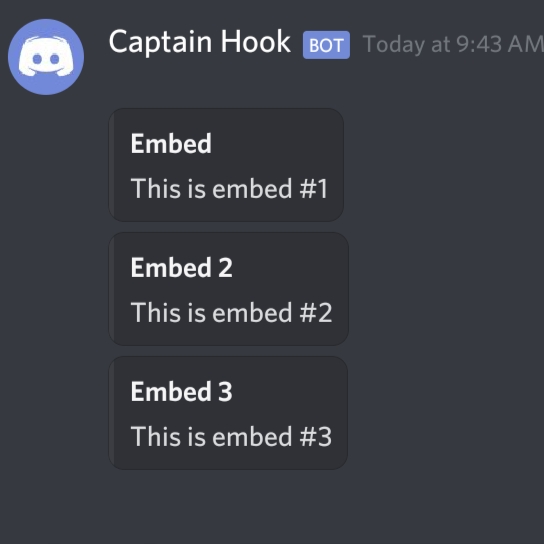 Captain Hook BOT Today at 9:43 AM
Embed
This is embed #1
Embed 2
This is embed #2
Embed 3
This is embed #3